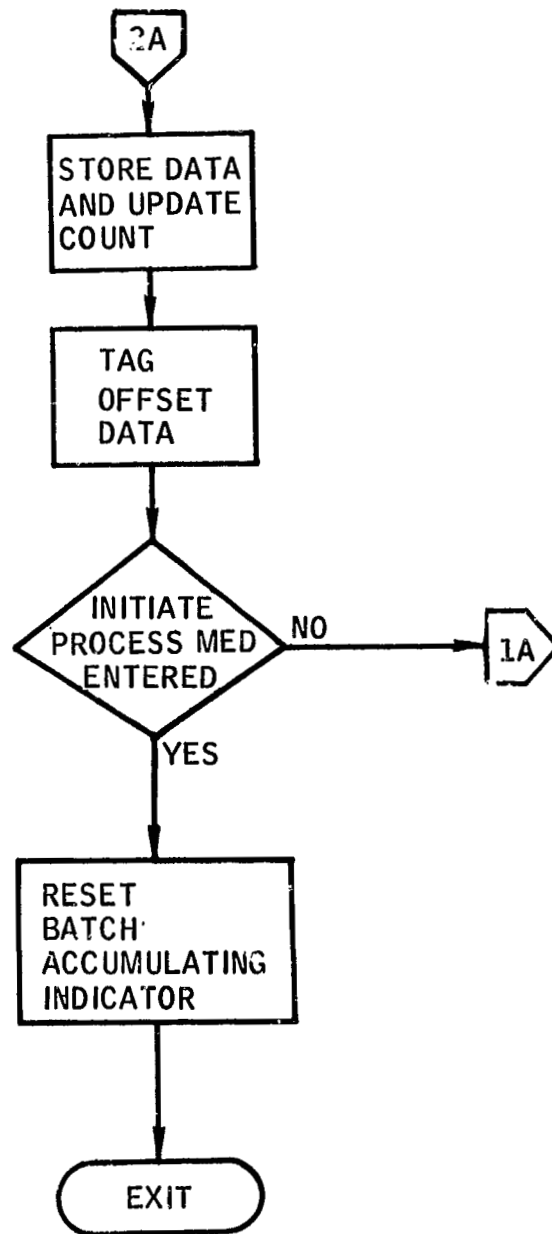 2A
STORE DATA
AND UPDATE
COUNT
TAG
OFFSET
DATA
INITIATE
PROCESS MED
ENTERED
NO
1A
YES
RESET
BATCH
ACCUMULATING
INDICATOR
EXIT